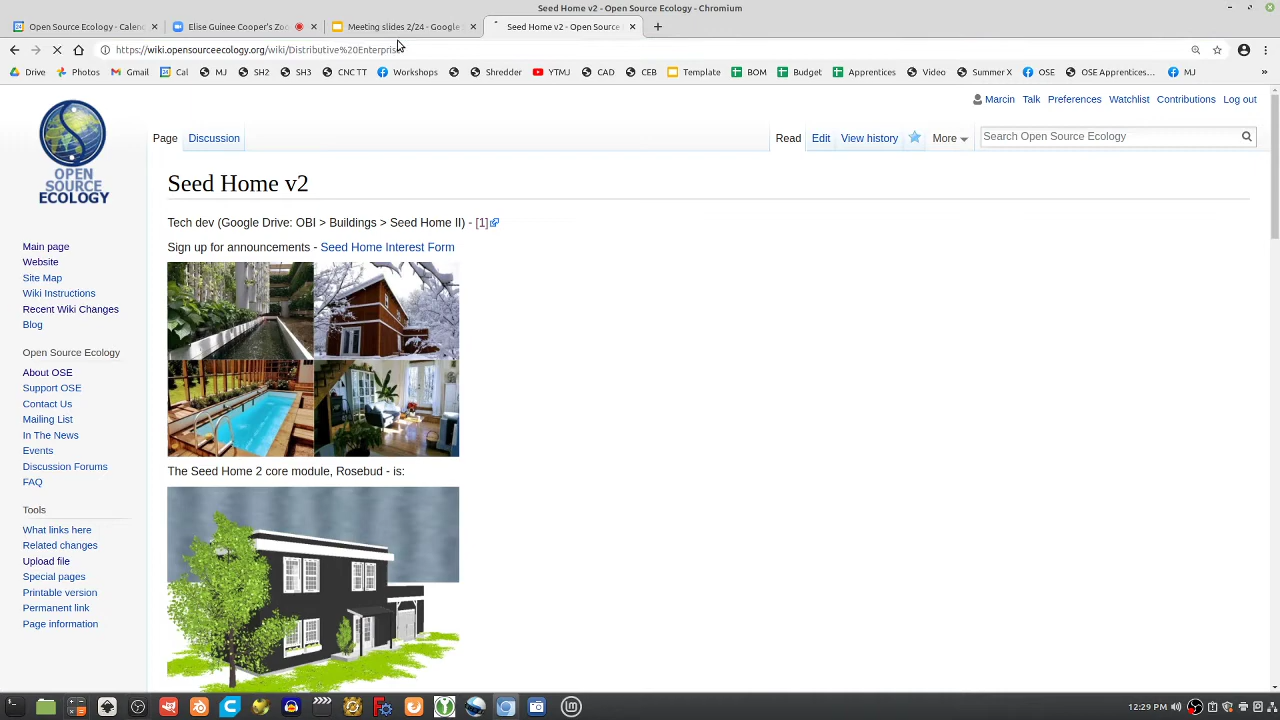 Seed Home v2 - Open Source Ecology - Chromium
Open Source Ecology - Calend
Elise Guinee Cooper's Zoo
Meeting slides 2/24 - Google
Seed Home v2 - Open Source
https://wiki.opensourceecology.org/wiki/Distributive%20Enterprise
Drive
Photos
Gmail
Cal
MJ
SH2
SH3
CNC TT
Workshops
Shredder
YTMJ
CAD
CEB
Template
BOM
Budget
Apprentices
Video
Summer X
OSE
OSE Apprentices...
MJ
»
Marcin Talk Preferences Watchlist Contributions Log out
Page Discussion Read Edit View history More
Search Open Source Ecology
OPEN
SOURCE
ECOLOGY
Main page
Website
Site Map
Wiki Instructions
Recent Wiki Changes
Blog
Open Source Ecology
About OSE
Support OSE
Contact Us
Mailing List
In The News
Events
Discussion Forums
FAQ
Tools
What links here
Related changes
Upload file
Special pages
Printable version
Permanent link
Page information
Seed Home v2
Tech dev (Google Drive: OBI > Buildings > Seed Home II) - [1]
Sign up for announcements - Seed Home Interest Form
The Seed Home 2 core module, Rosebud - is:
12:29 PM